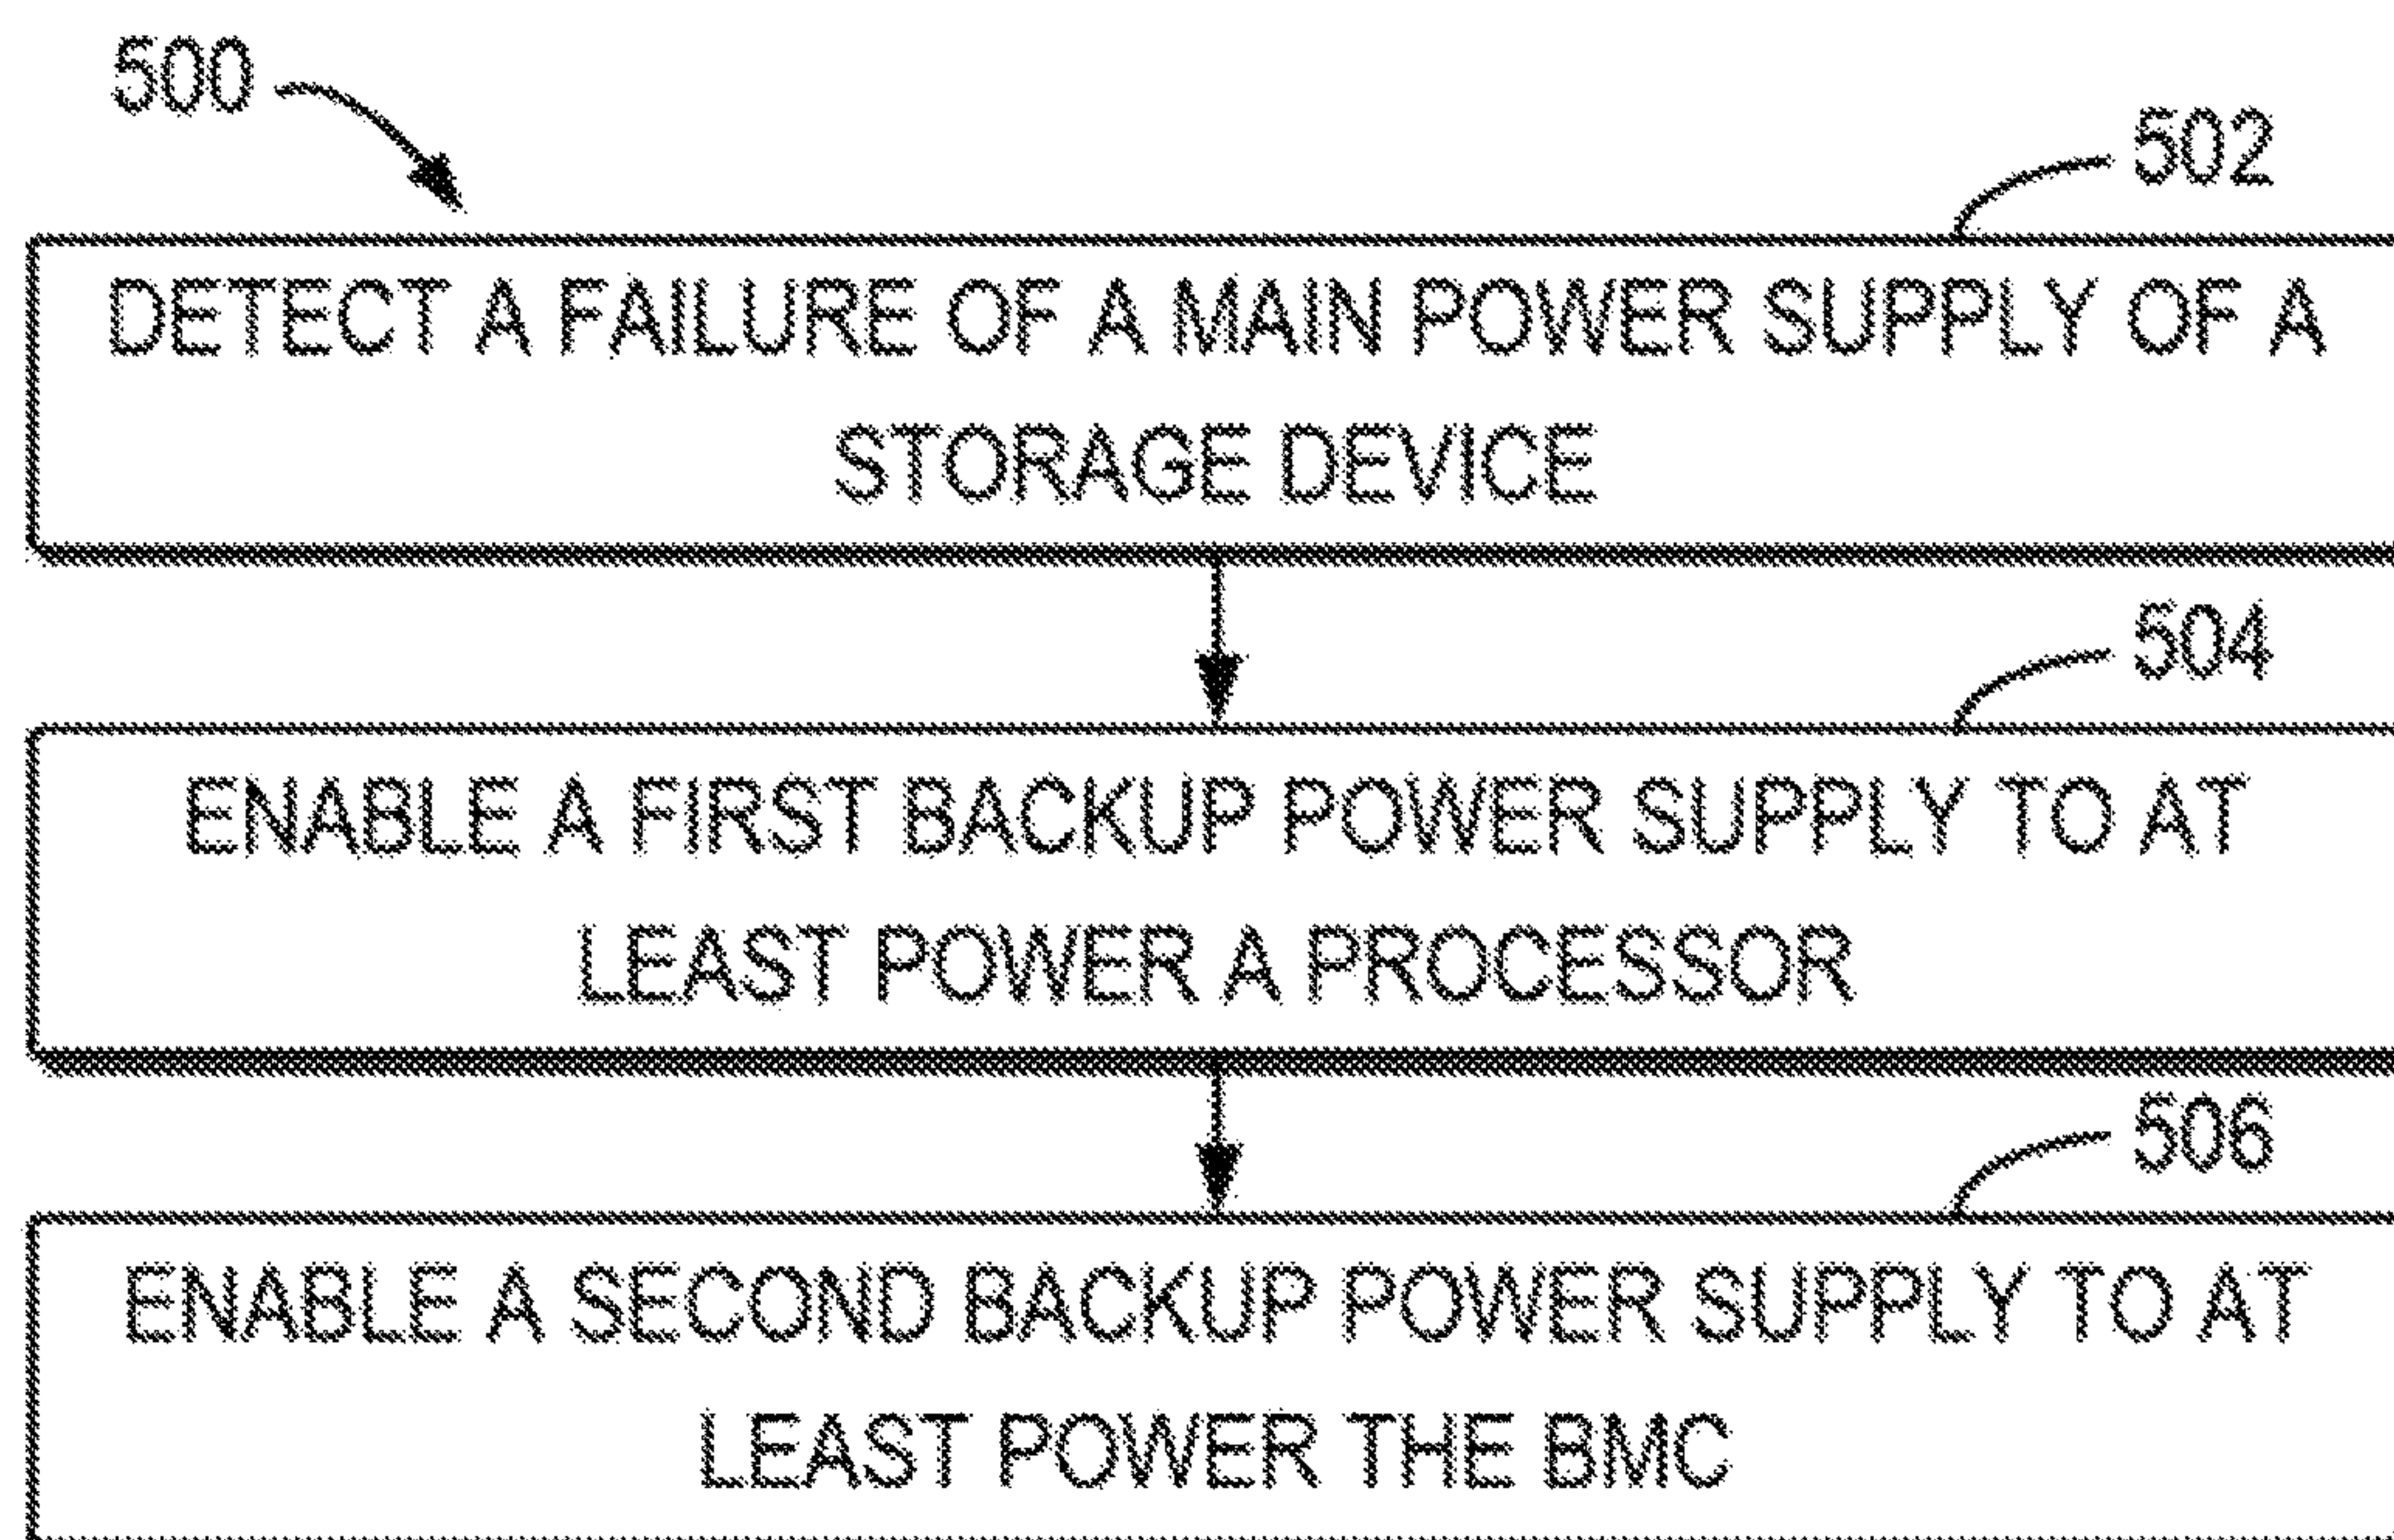 500
502
DETECT A FAILURE OF A MAIN POWER SUPPLY OF A
STORAGE DEVICE
504
ENABLE A FIRST BACKUP POWER SUPPLY TO AT
LEAST POWER A PROCESSOR
506
ENABLE A SECOND BACKUP POWER SUPPLY TO AT
LEAST POWER THE BMC